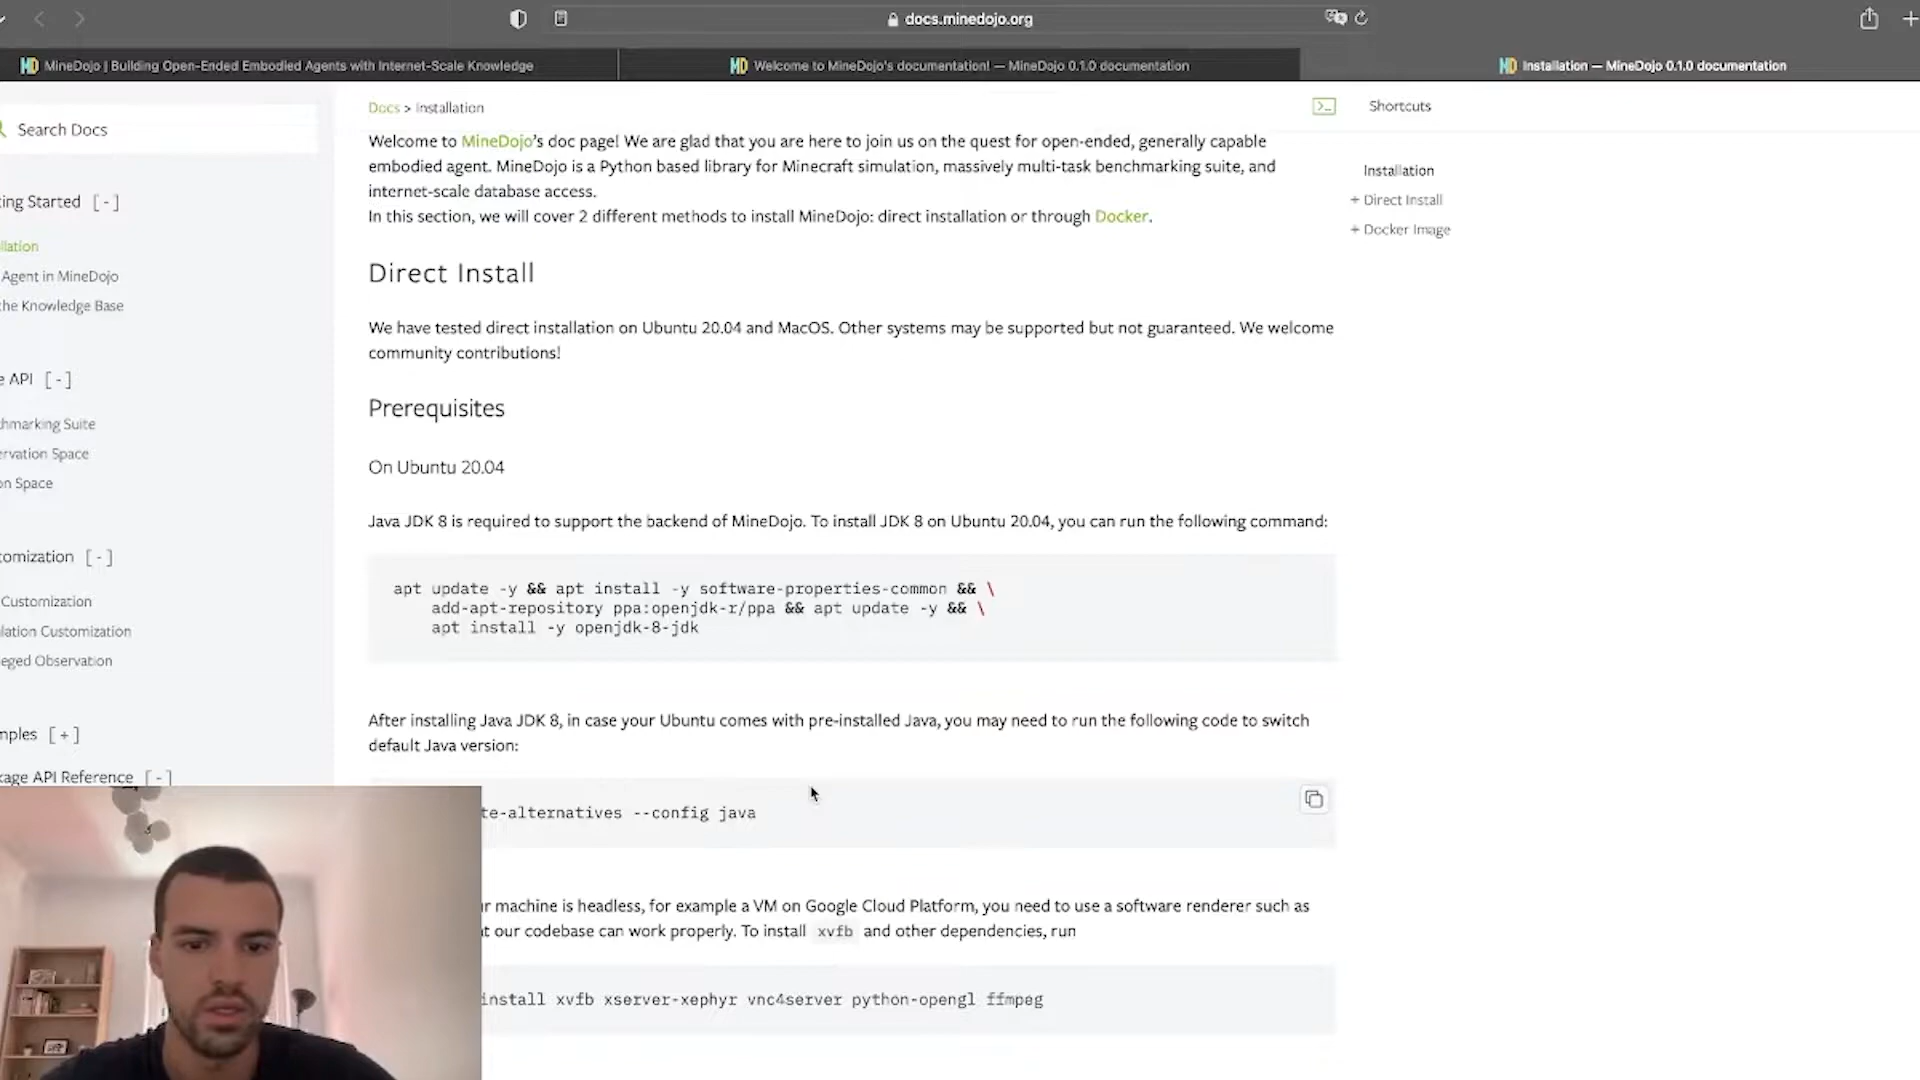 docs.minedojo.org
MineDojo | Building Open-Ended Embodied Agents with Internet-Scale Knowledge
Welcome to MineDojo's documentation! — MineDojo 0.1.0 documentation
Installation — MineDojo 0.1.0 documentation
Search Docs
ing Started [-]
llation
Agent in MineDojo
the Knowledge Base
e API [-]
hmarking Suite
ervation Space
on Space
tomization [-]
Customization
lation Customization
eged Observation
mples [+]
kage API Reference [-]
Docs > Installation
Welcome to MineDojo's doc page! We are glad that you are here to join us on the quest for open-ended, generally capable
embodied agent. MineDojo is a Python based library for Minecraft simulation, massively multi-task benchmarking suite, and
internet-scale database access.
In this section, we will cover 2 different methods to install MineDojo: direct installation or through Docker.
Direct Install
We have tested direct installation on Ubuntu 20.04 and MacOS. Other systems may be supported but not guaranteed. We welcome
community contributions!
Prerequisites
On Ubuntu 20.04
Java JDK 8 is required to support the backend of MineDojo. To install JDK 8 on Ubuntu 20.04, you can run the following command:
apt update -y && apt install -y software-properties-common && \
add-apt-repository ppa:openjdk-r/ppa && apt update -y && \
apt install -y openjdk-8-jdk
After installing Java JDK 8, in case your Ubuntu comes with pre-installed Java, you may need to run the following code to switch
default Java version:
te-alternatives --config java
r machine is headless, for example a VM on Google Cloud Platform, you need to use a software renderer such as
t our codebase can work properly. To install xvfb and other dependencies, run
install xvfb xserver-xephyr vnc4server python-opengl ffmpeg
Shortcuts
Installation
+ Direct Install
+ Docker Image